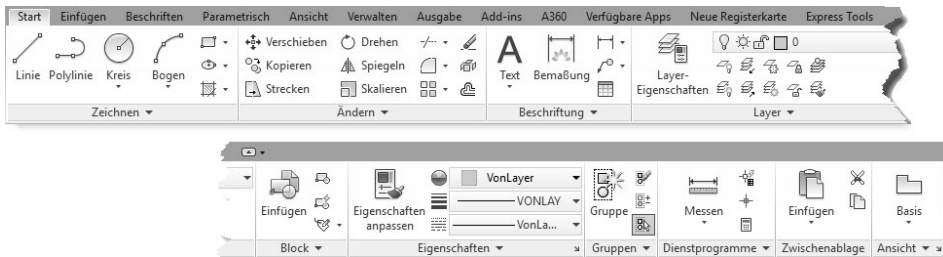 Start Einfügen Beschriften Parametrisch Ansicht Verwalten Ausgabe Add-ins A360 Verfügbare Apps Neue Registerkarte Express Tools
Verschieben Drehen
0
Kopieren Spiegeln
Linie Polylinie Kreis Bogen
Text Bemaßung
Layer-
Eigenschaften
Strecken Skalieren
Zeichnen Ändern Beschriftung Layer
VonLayer
Einfügen Eigenschaften
anpassen
VONLAY
Gruppe Messen Einfügen Basis
VonLa...
Block Eigenschaften Gruppen Dienstprogramme Zwischenablage Ansicht